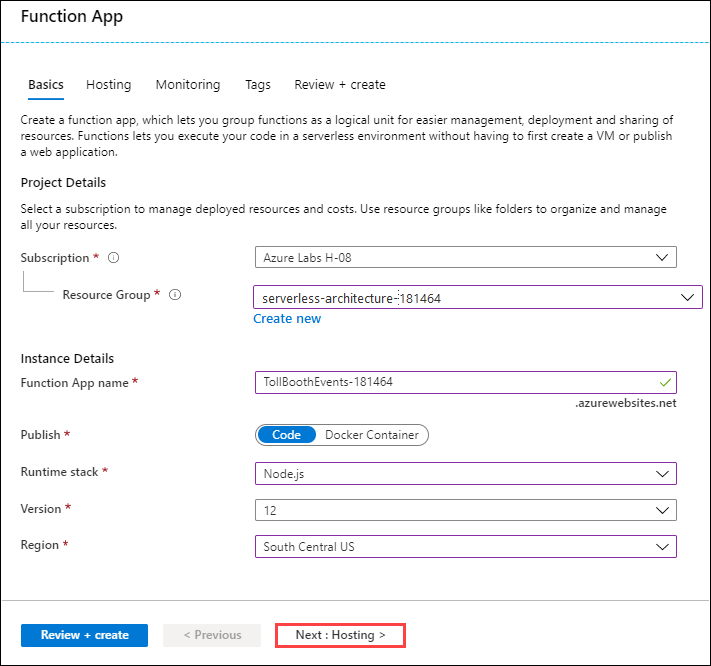 Function App
Basics Hosting Monitoring Tags Review + create
Create a function app, which lets you group functions as a logical unit for easier management, deployment and sharing of
resources. Functions lets you execute your code in a serverless environment without having to first create a VM or publish
a web application.
Project Details
Select a subscription to manage deployed resources and costs. Use resource groups like folders to organize and manage
all your resources.
Subscription * Azure Labs H-08
Resource Group * serverless-architecture-181464
Create new
Instance Details
Function App name * TollBoothEvents-181464
.azurewebsites.net
Publish * Code Docker Container
Runtime stack * Node.js
Version * 12
Region * South Central US
Review + create < Previous Next : Hosting >